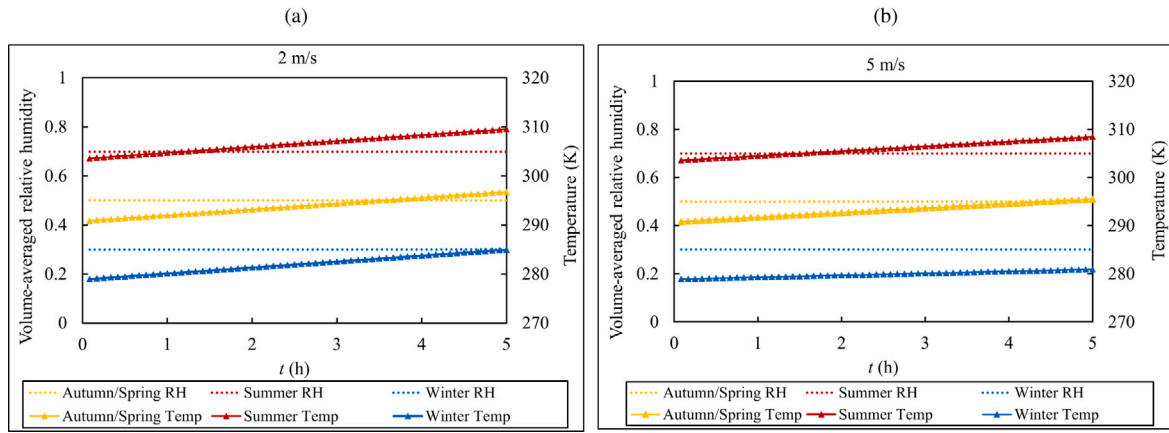 (a)
2 m/s
Volume-averaged relative humidity
1
0.8
0.6
0.4
0.2
0
320
310
300
290
280
270
Temperature (K)
0 1 2 3 4 5
t (h)
Autumn/Spring RH Summer RH Winter RH
Autumn/Spring Temp Summer Temp Winter Temp
(b)
5 m/s
Volume-averaged relative humidity
1
0.8
0.6
0.4
0.2
0
320
310
300
290
280
270
Temperature (K)
0 1 2 3 4 5
t (h)
Autumn/Spring RH Summer RH Winter RH
Autumn/Spring Temp Summer Temp Winter Temp